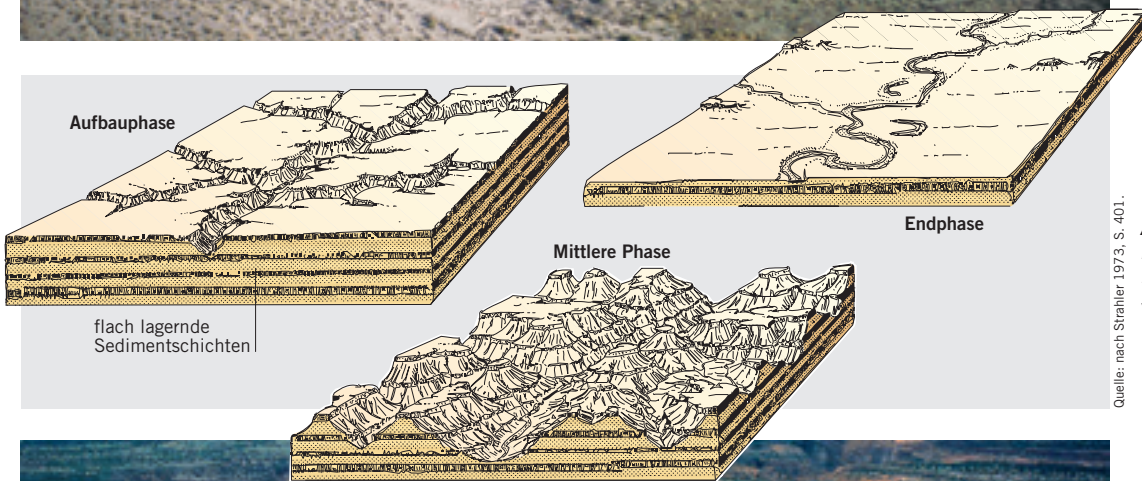 Aufbauphase
flach lagernde
Sedimentschichten
Mittlere Phase
Endphase
Quelle: nach Strahler 1973, S. 401.